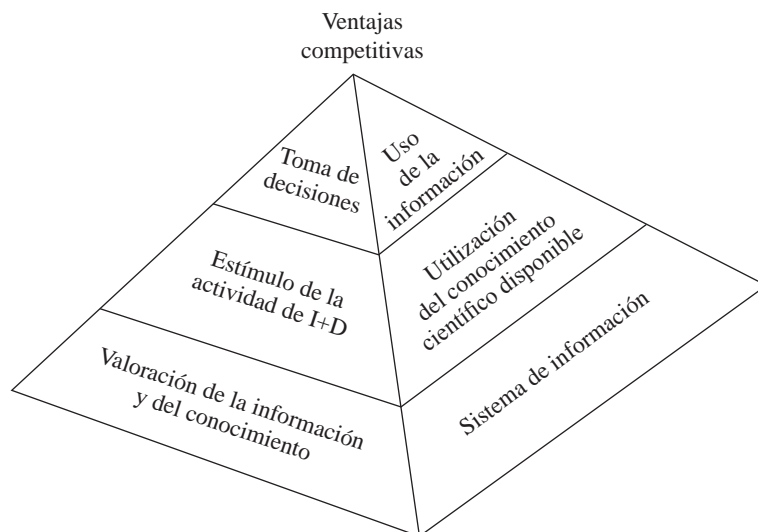 Ventajas
competitivas
Toma de
decisiones
Uso
de la
información
Estímulo de la
actividad de I+D
Utilización
del conocimiento
científico disponible
Valoración de la información
y del conocimiento
Sistema de información